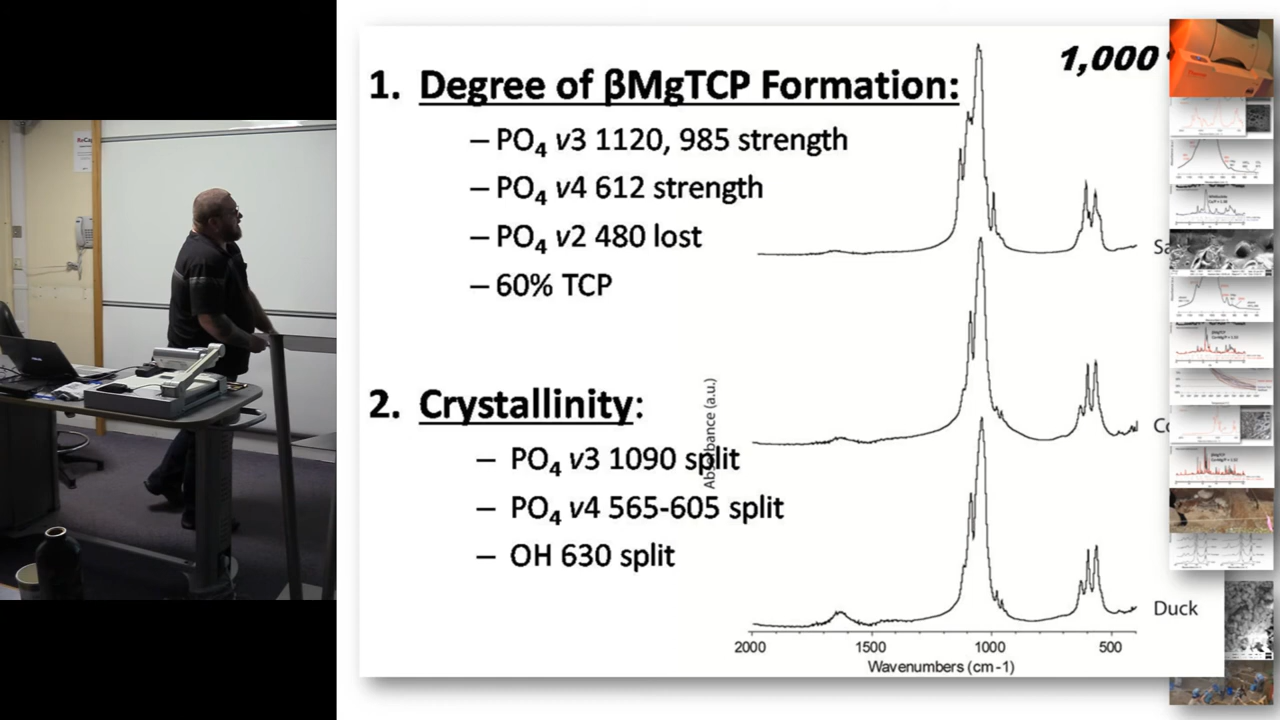 1. Degree of βMgTCP Formation:
– PO₄ v3 1120, 985 strength
– PO₄ v4 612 strength
– PO₄ v2 480 lost
– 60% TCP
2. Crystallinity:
– PO₄ v3 1090 split
– PO₄ v4 565-605 split
– OH 630 split
1,000
Absorbance (a.u.)
Duck
2000 1500 1000 500
Wavenumbers (cm-1)